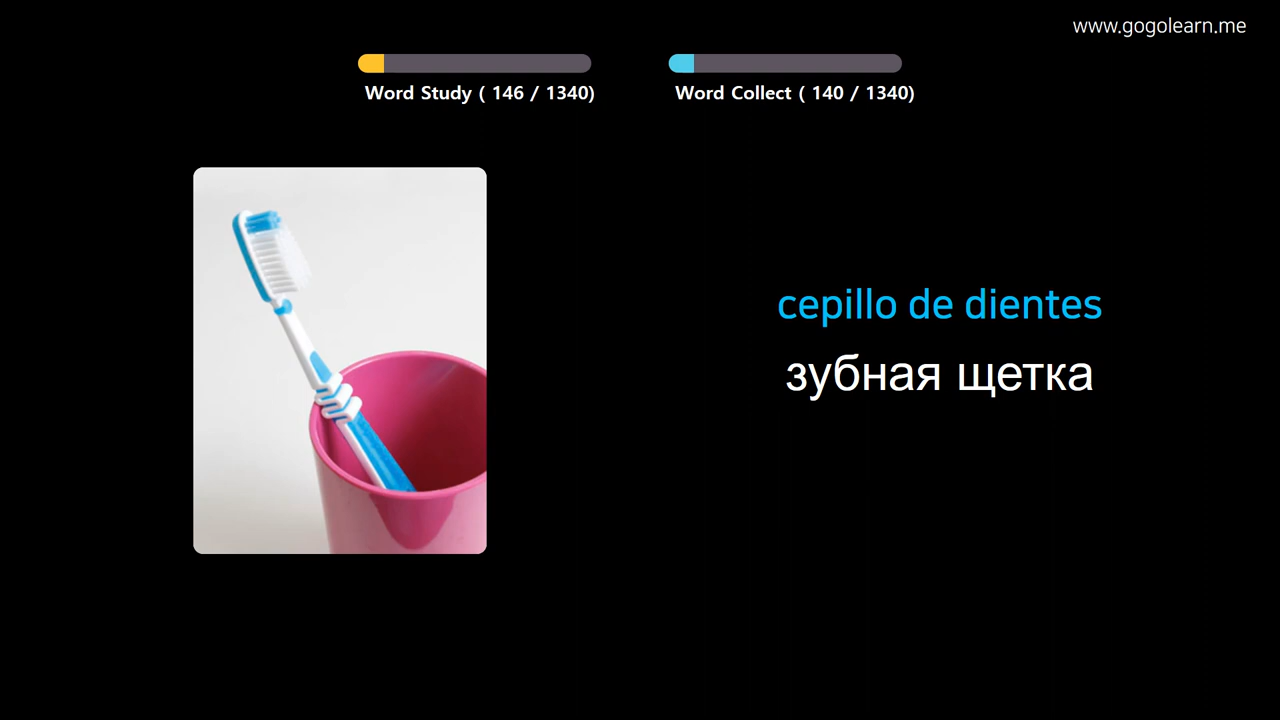 www.gogolearn.me
Word Study ( 146 / 1340)
Word Collect ( 140 / 1340)
cepillo de dientes
зубная щетка